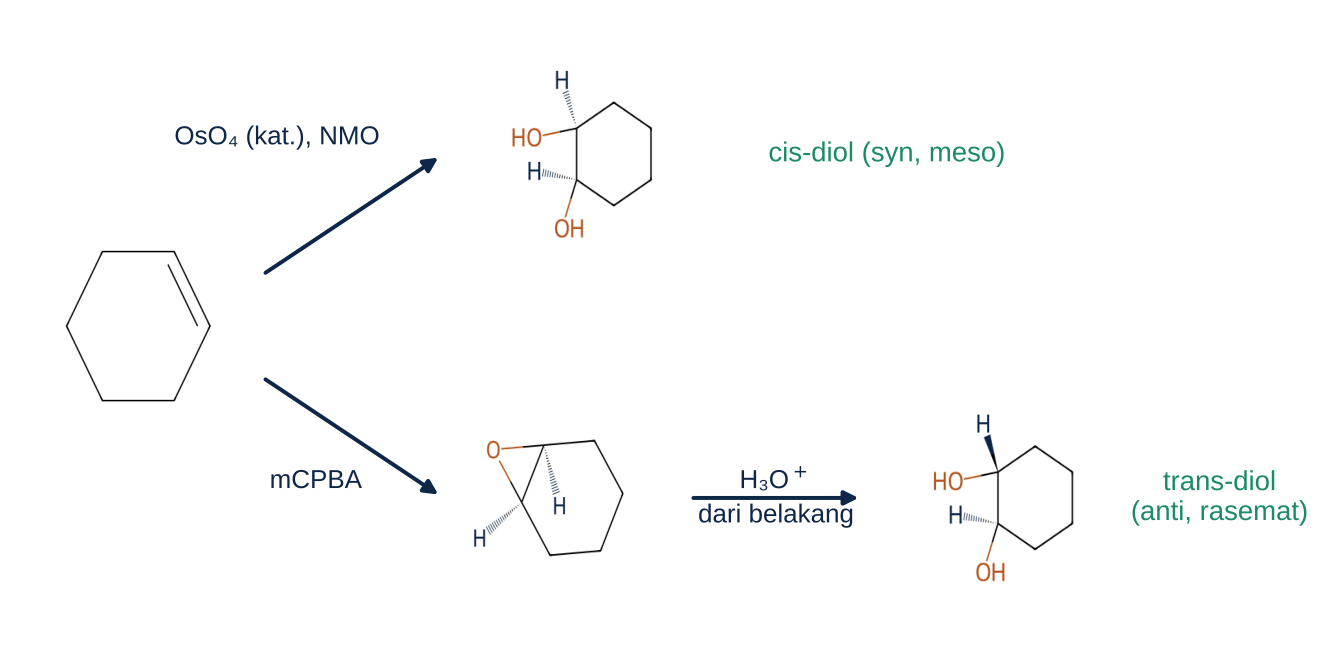 H
OsO₄ (kat.), NMO
HO
cis-diol (syn, meso)
H
OH
O
mCPBA
H
H
H₃O⁺
dari belakang
H
HO
H
OH
trans-diol
(anti, rasemat)